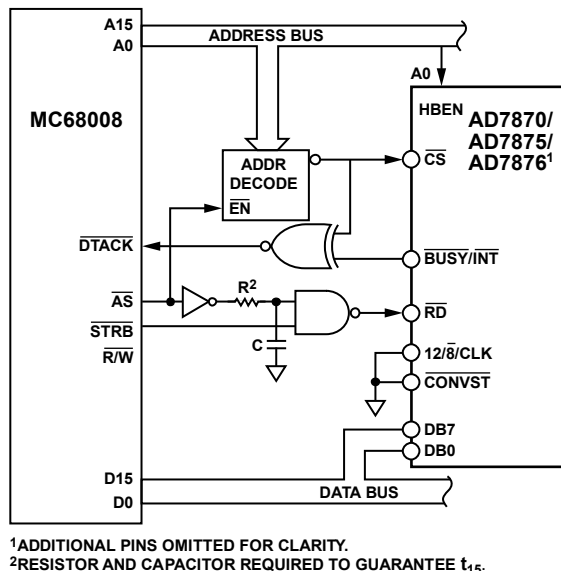 A15
ADDRESS BUS
A0
A0
MC68008
HBEN
AD7870/
AD7875/
AD7876¹
ADDR
DECODE
EN
CS
DTACK
BUSY/INT
AS
R²
RD
STRB
R/W
C
12/8/CLK
CONVST
DB7
DB0
D15
D0
DATA BUS
¹ADDITIONAL PINS OMITTED FOR CLARITY.
²RESISTOR AND CAPACITOR REQUIRED TO GUARANTEE t₁₅.